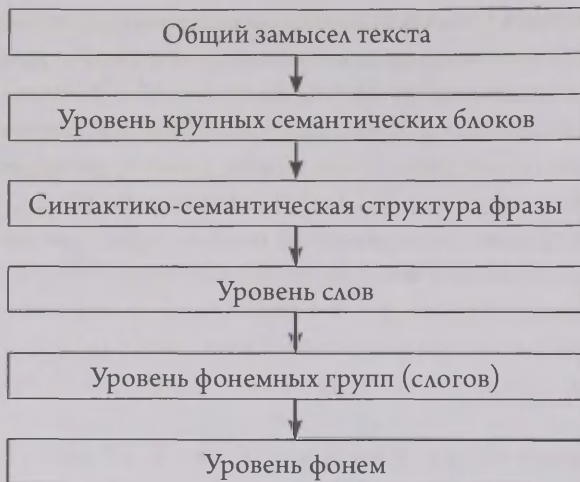 Общий замысел текста
Уровень крупных семантических блоков
Синтактико-семантическая структура фразы
Уровень слов
Уровень фонемных групп (слогов)
Уровень фонем